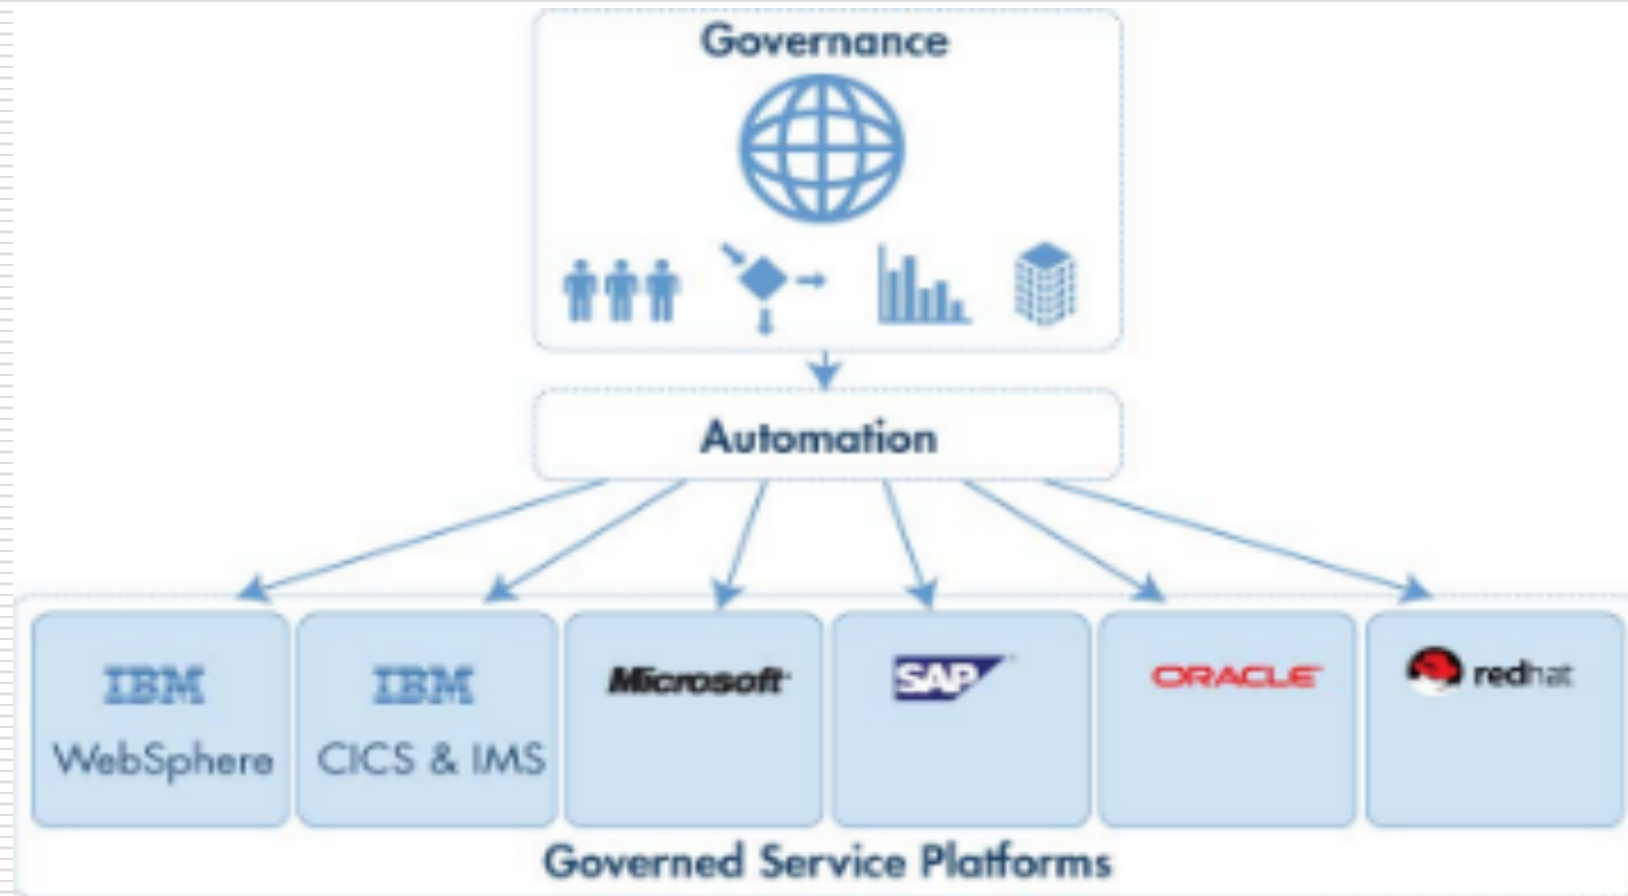 Governance
Automation
IBM
WebSphere
IBM
CICS & IMS
Microsoft
SAP
ORACLE
redhat
Governed Service Platforms